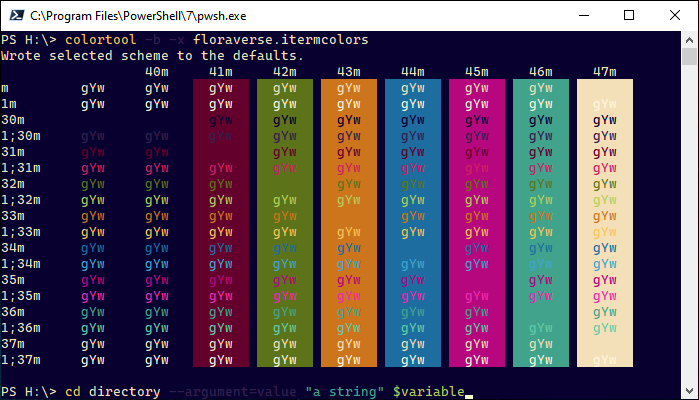 C:\Program Files\PowerShell\7\pwsh.exe
PS H:\> colortool -b -x floraverse.itermcolors
Wrote selected scheme to the defaults.
40m 41m 42m 43m 44m 45m 46m 47m
m gYw gYw gYw gYw gYw gYw gYw gYw
1m gYw gYw gYw gYw gYw gYw gYw gYw gYw
30m gYw gYw gYw gYw gYw gYw gYw
1;30m gYw gYw gYw gYw gYw gYw gYw gYw gYw
31m gYw gYw gYw gYw gYw gYw gYw gYw
1;31m gYw gYw gYw gYw gYw gYw gYw gYw gYw
32m gYw gYw gYw gYw gYw gYw gYw gYw
1;32m gYw gYw gYw gYw gYw gYw gYw gYw gYw
33m gYw gYw gYw gYw gYw gYw gYw gYw
1;33m gYw gYw gYw gYw gYw gYw gYw gYw gYw
34m gYw gYw gYw gYw gYw gYw gYw gYw
1;34m gYw gYw gYw gYw gYw gYw gYw gYw gYw
35m gYw gYw gYw gYw gYw gYw gYw gYw
1;35m gYw gYw gYw gYw gYw gYw gYw gYw gYw
36m gYw gYw gYw gYw gYw gYw gYw gYw
1;36m gYw gYw gYw gYw gYw gYw gYw gYw gYw
37m gYw gYw gYw gYw gYw gYw gYw gYw
1;37m gYw gYw gYw gYw gYw gYw gYw gYw gYw
PS H:\> cd directory --argument=value "a string" $variable